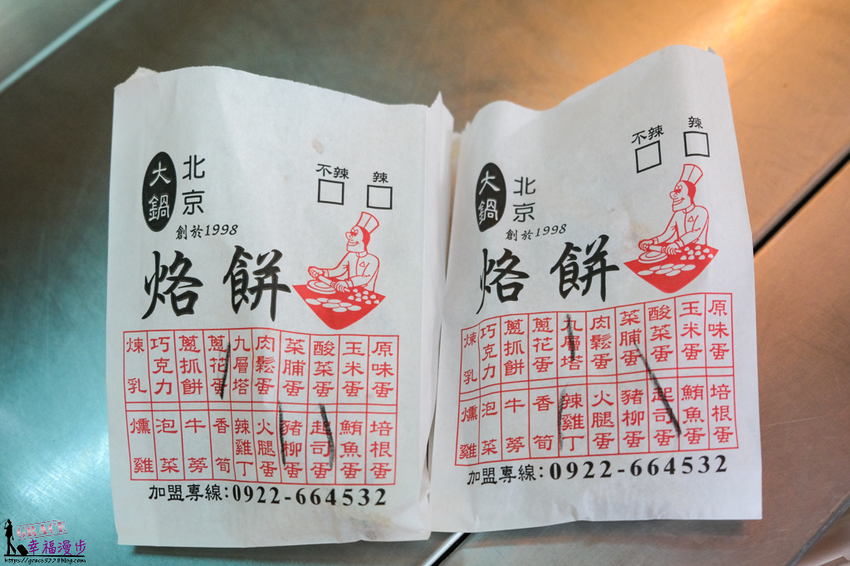 北京
大鍋
不辣
辣
創於1998
烙餅
原味蛋
玉米蛋
酸菜蛋
菜脯蛋
肉鬆蛋
九層塔
蔥花蛋
蔥抓餅
巧克力
煉乳
培根蛋
鮪魚蛋
起司蛋
豬柳蛋
火腿蛋
辣雞丁
香筍
牛蒡
泡菜
燻雞
加盟專線:0922-664532
北京
大鍋
不辣
辣
創於1998
烙餅
原味蛋
玉米蛋
酸菜蛋
菜脯蛋
肉鬆蛋
九層塔
蔥花蛋
蔥抓餅
巧克力
煉乳
培根蛋
鮪魚蛋
起司蛋
豬柳蛋
火腿蛋
辣雞丁
香筍
牛蒡
泡菜
燻雞
加盟專線:0922-664532
GRACE
幸福漫步